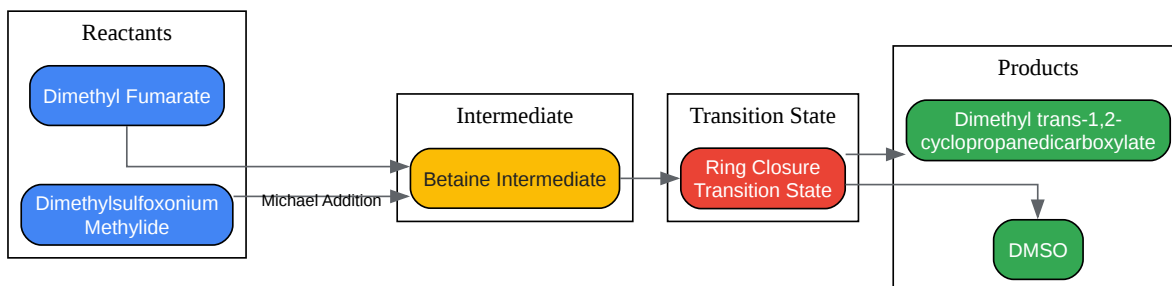 Reactants
Dimethyl Fumarate
Dimethylsulfoxonium
Methylide
Michael Addition
Intermediate
Betaine Intermediate
Transition State
Ring Closure
Transition State
Products
Dimethyl trans-1,2-
cyclopropanedicarboxylate
DMSO